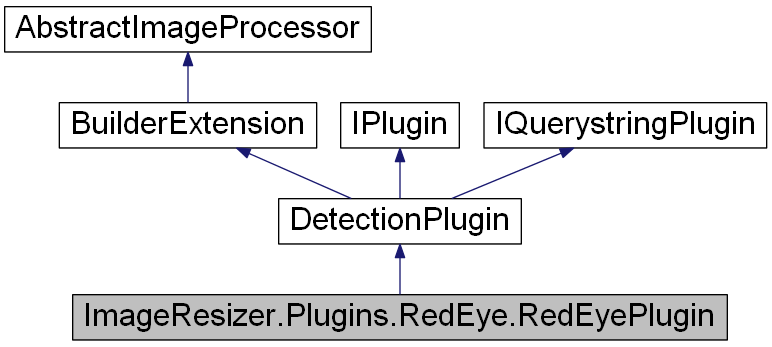 AbstractImageProcessor
BuilderExtension
IPlugin
IQuerystringPlugin
DetectionPlugin
ImageResizer.Plugins.RedEye.RedEyePlugin